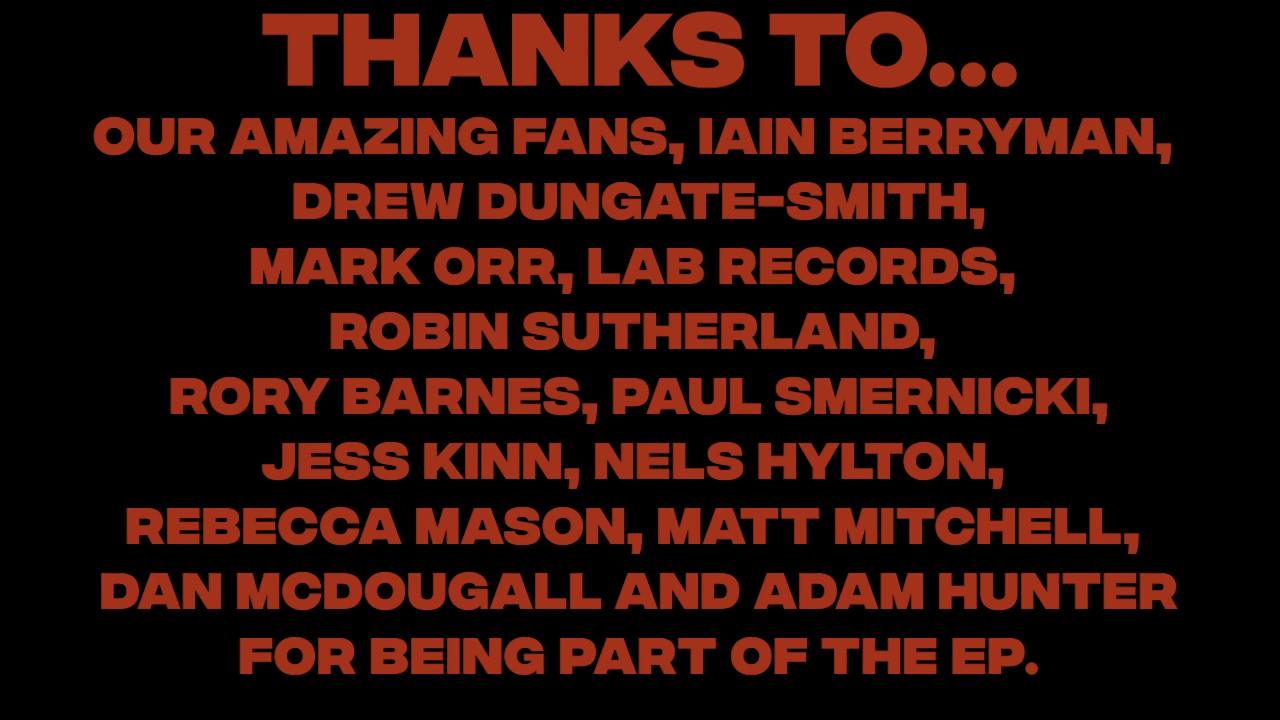 THANKS TO...
OUR AMAZING FANS, IAIN BERRYMAN,
DREW DUNGATE-SMITH,
MARK ORR, LAB RECORDS,
ROBIN SUTHERLAND,
RORY BARNES, PAUL SMERNICKI,
JESS KINN, NELS HYLTON,
REBECCA MASON, MATT MITCHELL,
DAN MCDOUGALL AND ADAM HUNTER
FOR BEING PART OF THE EP.